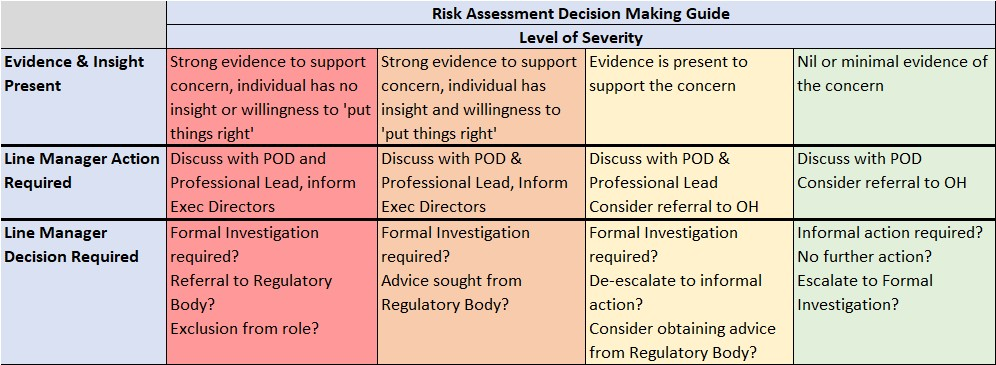 Risk Assessment Decision Making Guide
Level of Severity
Evidence & Insight
Present
Strong evidence to support
concern, individual has no
insight or willingness to 'put
things right'
Strong evidence to support
concern, individual has
insight and willingness to
'put things right'
Evidence is present to
support the concern
Nil or minimal evidence of
the concern
Line Manager Action
Required
Discuss with POD and
Professional Lead, inform
Exec Directors
Discuss with POD &
Professional Lead, Inform
Exec Directors
Discuss with POD &
Professional Lead
Consider referral to OH
Discuss with POD
Consider referral to OH
Line Manager
Decision Required
Formal Investigation
required?
Referral to Regulatory
Body?
Exclusion from role?
Formal Investigation
required?
Advice sought from
Regulatory Body?
Formal Investigation
required?
De-escalate to informal
action?
Consider obtaining advice
from Regulatory Body?
Informal action required?
No further action?
Escalate to Formal
Investigation?